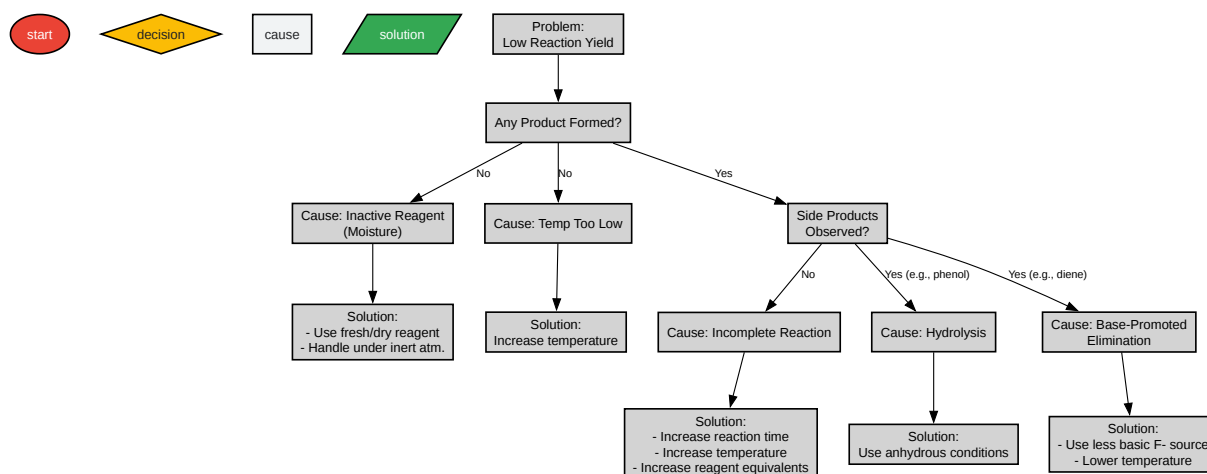 start
decision
cause
solution
Problem:
Low Reaction Yield
Any Product Formed?
No
No
Yes
Cause: Inactive Reagent
(Moisture)
Cause: Temp Too Low
Side Products
Observed?
No
Yes (e.g., phenol)
Yes (e.g., diene)
Solution:
- Use fresh/dry reagent
- Handle under inert atm.
Solution:
Increase temperature
Cause: Incomplete Reaction
Cause: Hydrolysis
Cause: Base-Promoted
Elimination
Solution:
- Increase reaction time
- Increase temperature
- Increase reagent equivalents
Solution:
Use anhydrous conditions
Solution:
- Use less basic F- source
- Lower temperature